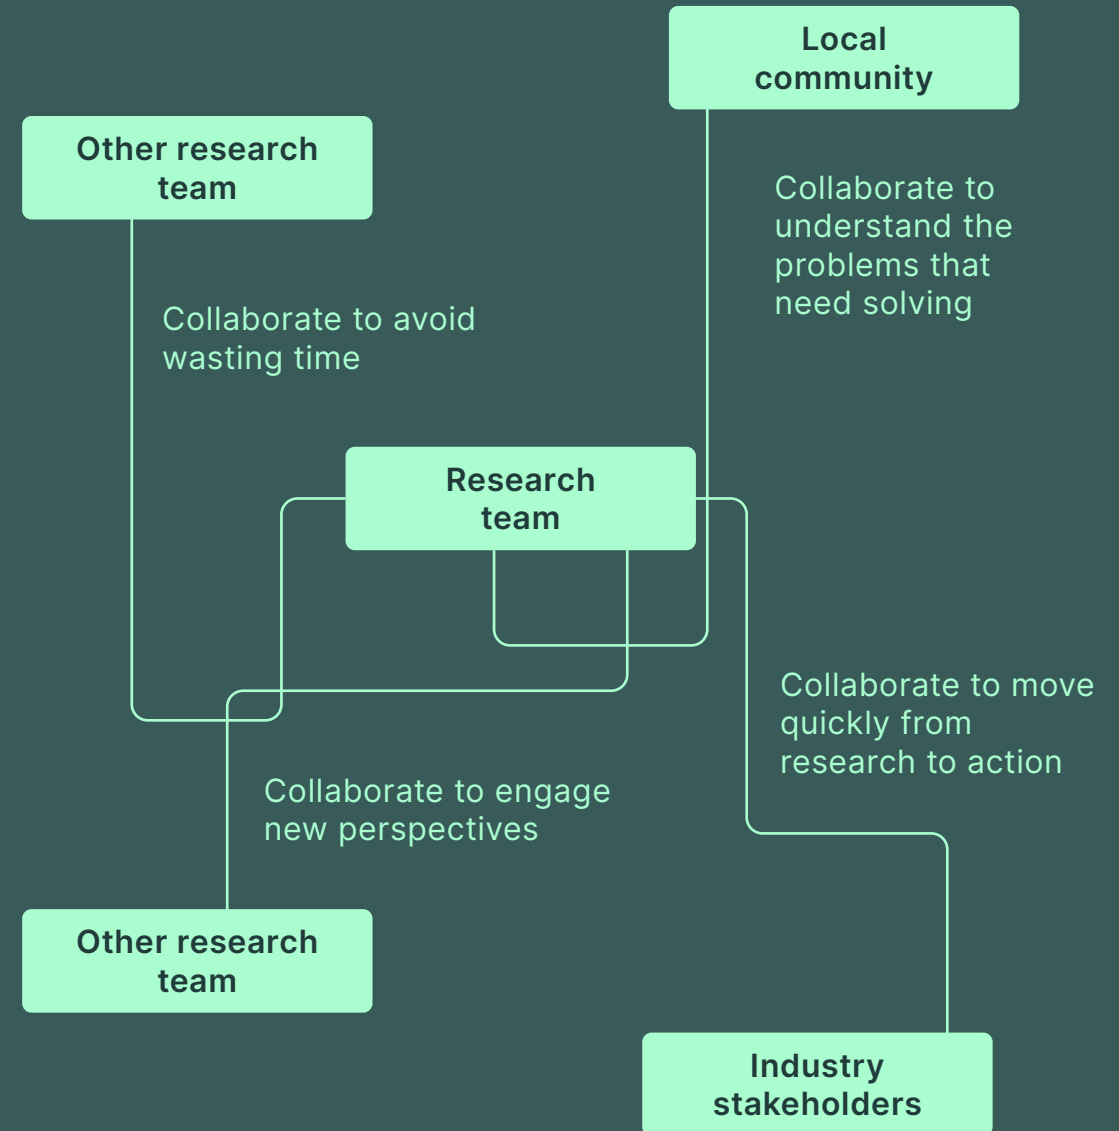 Local
community
Other research
team
Collaborate to
understand the
problems that
need solving
Collaborate to avoid
wasting time
Research
team
Collaborate to move
quickly from
research to action
Collaborate to engage
new perspectives
Other research
team
Industry
stakeholders